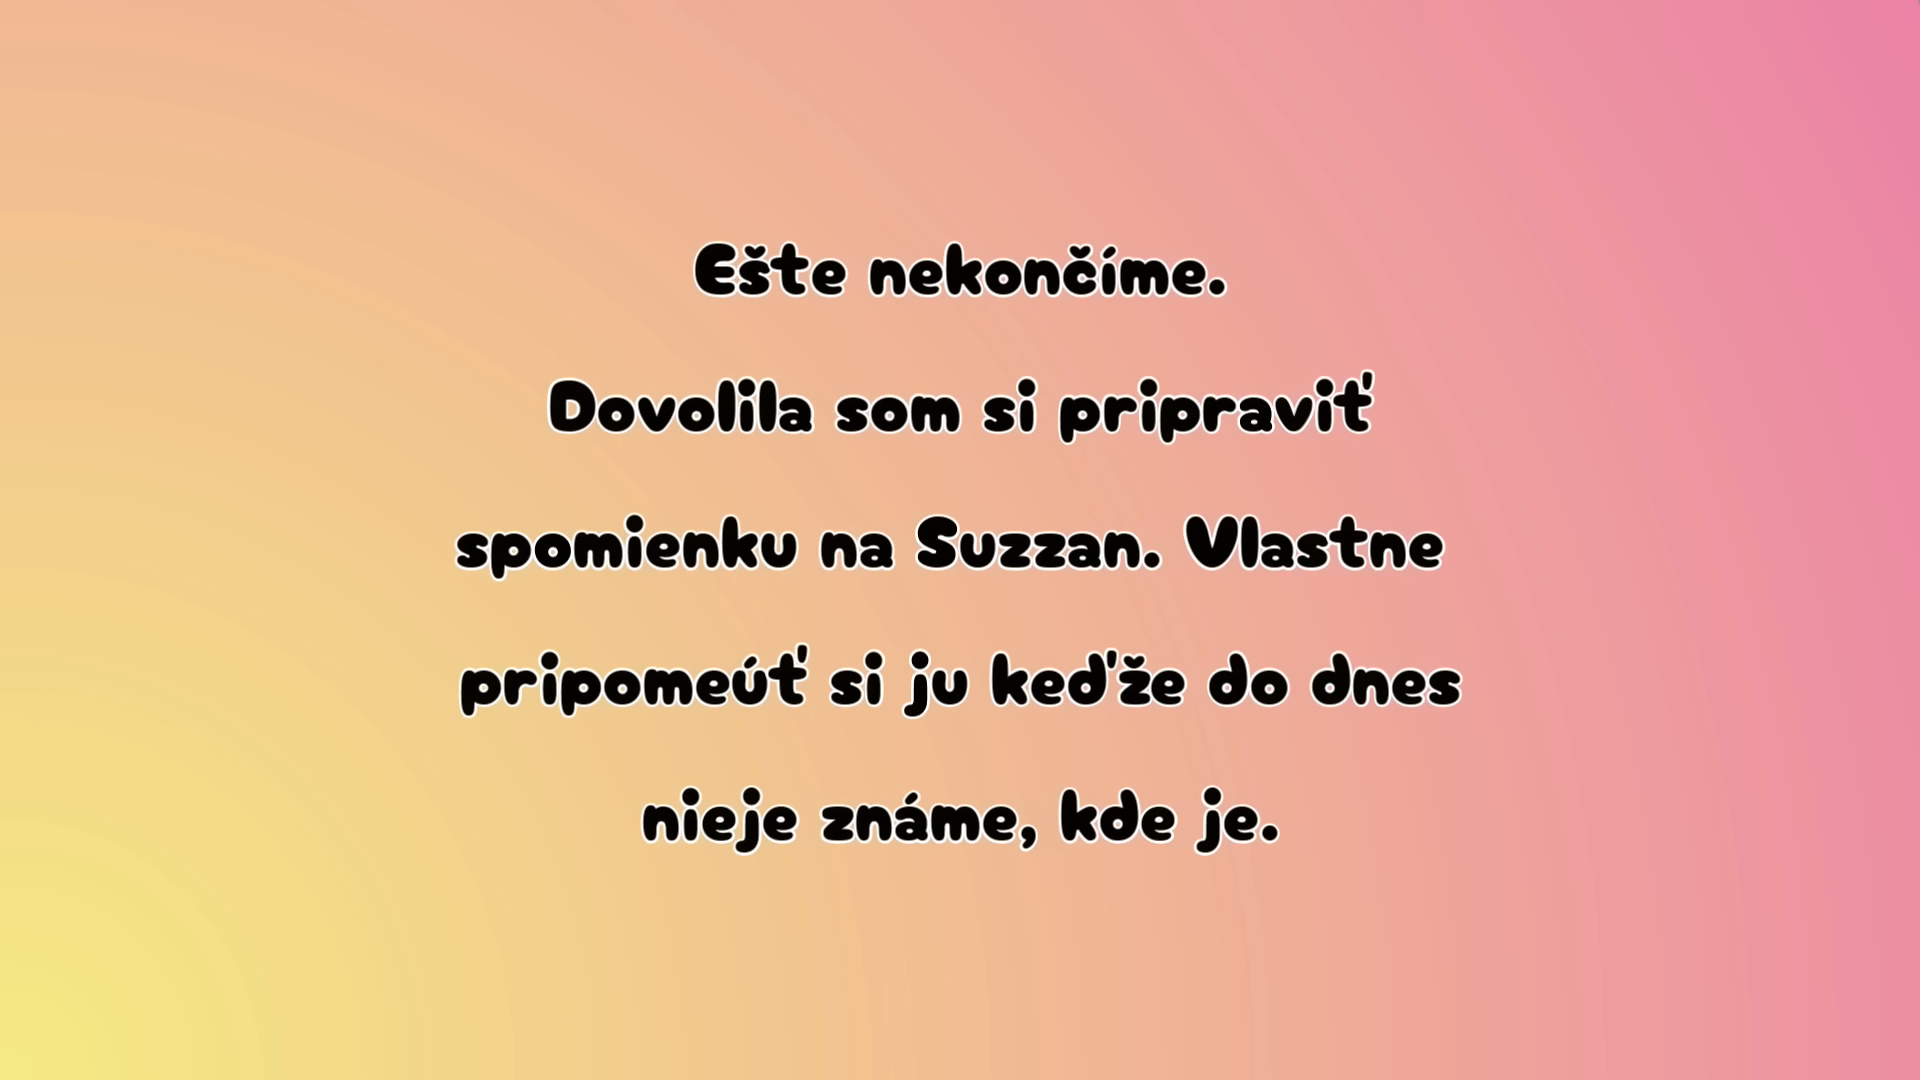 Ešte nekončíme.
Dovolila som si pripraviť
spomienku na Suzzan. Vlastne
pripomeúť si ju keďže do dnes
nieje známe, kde je.